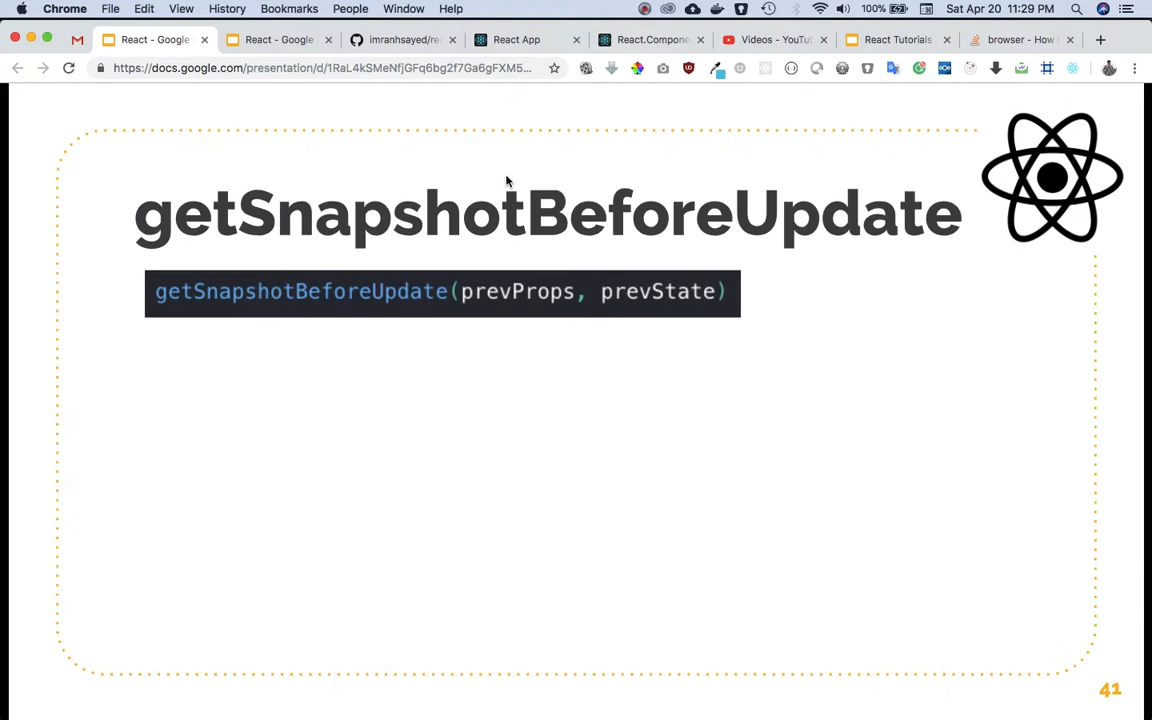 Chrome File Edit View History Bookmarks People Window Help 100% Sat Apr 20 11:29 PM
React - Google React - Google imranhsayed/re React App React.Compone Videos - YouTu React Tutorials browser - How
https://docs.google.com/presentation/d/1RaL4kSMeNfjGFq6bg2f7Ga6gFXM5...
getSnapshotBeforeUpdate
getSnapshotBeforeUpdate(prevProps, prevState)
41